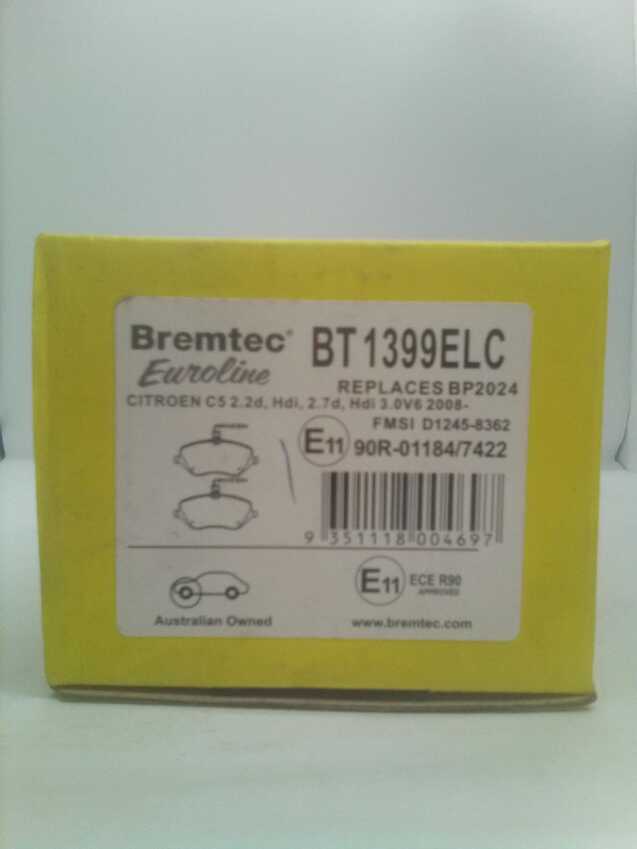 Bremtec® BT1399ELC
Euroline
REPLACES BP2024
CITROEN C5 2.2d, Hdi, 2.7d, Hdi 3.0V6 2008-
FMSI D1245-8362
E11 90R-01184/7422
9 351118 004697
E11 ECE R90
APPROVED
Australian Owned
www.bremtec.com